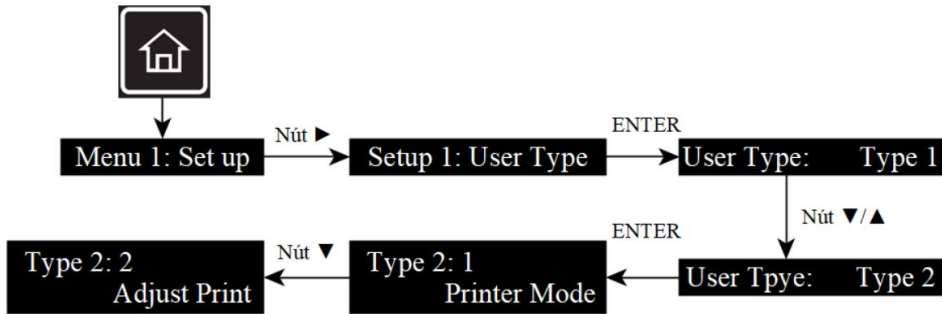 Menu 1: Set up
Nút ►
Setup 1: User Type
ENTER
User Type: Type 1
Nút ▼/▲
User Tpye: Type 2
ENTER
Type 2: 1
Printer Mode
Nút ▼
Type 2: 2
Adjust Print